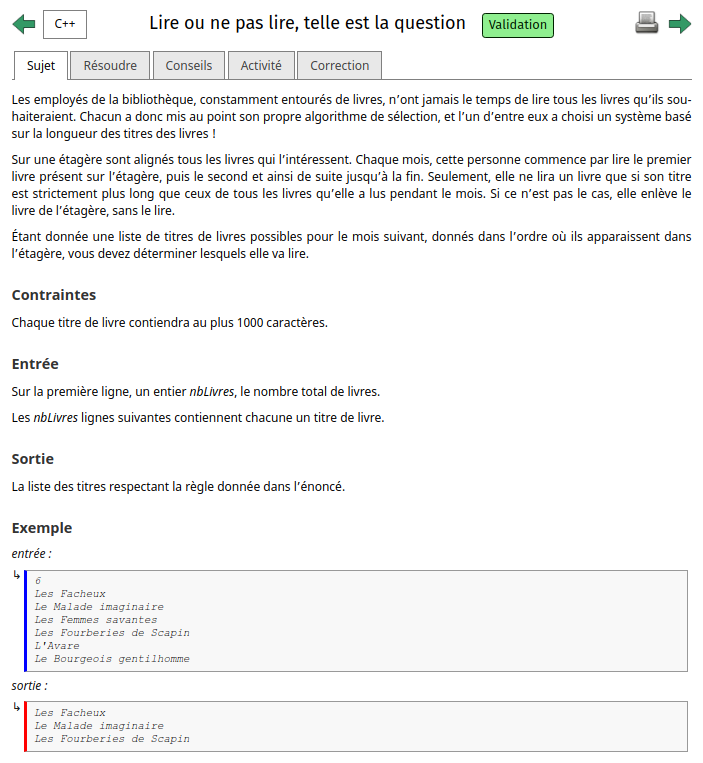 C++
Lire ou ne pas lire, telle est la question
Validation
Sujet
Résoudre
Conseils
Activité
Correction
Les employés de la bibliothèque, constamment entourés de livres, n’ont jamais le temps de lire tous les livres qu’ils sou-
haiteraient. Chacun a donc mis au point son propre algorithme de sélection, et l’un d’entre eux a choisi un système basé
sur la longueur des titres des livres !
Sur une étagère sont alignés tous les livres qui l’intéressent. Chaque mois, cette personne commence par lire le premier
livre présent sur l’étagère, puis le second et ainsi de suite jusqu’à la fin. Seulement, elle ne lira un livre que si son titre
est strictement plus long que ceux de tous les livres qu’elle a lus pendant le mois. Si ce n’est pas le cas, elle enlève le
livre de l’étagère, sans le lire.
Étant donnée une liste de titres de livres possibles pour le mois suivant, donnés dans l’ordre où ils apparaissent dans
l’étagère, vous devez déterminer lesquels elle va lire.
Contraintes
Chaque titre de livre contiendra au plus 1000 caractères.
Entrée
Sur la première ligne, un entier nbLivres, le nombre total de livres.
Les nbLivres lignes suivantes contiennent chacune un titre de livre.
Sortie
La liste des titres respectant la règle donnée dans l’énoncé.
Exemple
entrée :
6
Les Facheux
Le Malade imaginaire
Les Femmes savantes
Les Fourberies de Scapin
L'Avare
Le Bourgeois gentilhomme
sortie :
Les Facheux
Le Malade imaginaire
Les Fourberies de Scapin